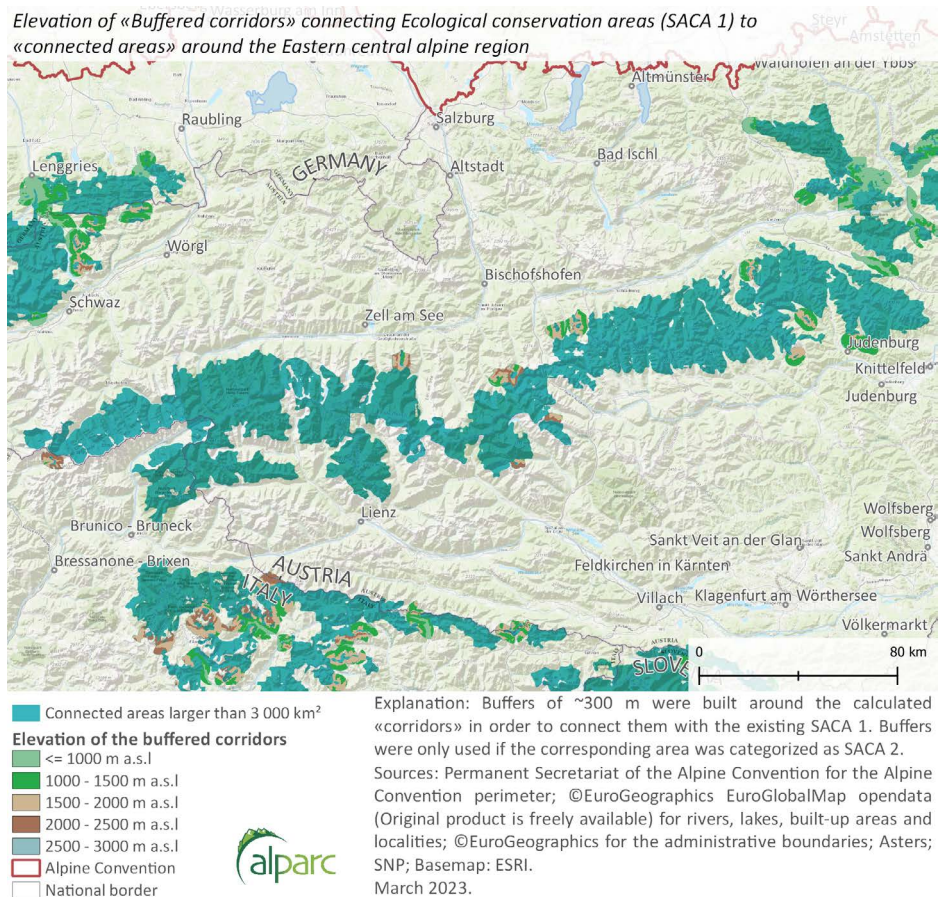 Elevation of «Buffered corridors» connecting Ecological conservation areas (SACA 1) to
«connected areas» around the Eastern central alpine region
Steyr
Amstetten
Waidhofen an der Ybbs
Altmünster
Raubling
Salzburg
Lenggries
GERMANY
Altstadt
Bad Ischl
GERMANY
AUSTRIA
Wörgl
Bischofshofen
Schwaz
Zell am See
Judenburg
Knittelfeld
Judenburg
Lienz
Wolfsberg
Brunico - Bruneck
Wolfsberg
Sankt Veit an der Glan
Sankt Andrä
Bressanone - Brixen
AUSTRIA
Feldkirchen in Kärnten
ITALY
Villach
Klagenfurt am Wörthersee
Völkermarkt
AUSTRIA
SLOVE
0 80 km
Connected areas larger than 3 000 km²
Elevation of the buffered corridors
<= 1000 m a.s.l
1000 - 1500 m a.s.l
1500 - 2000 m a.s.l
2000 - 2500 m a.s.l
2500 - 3000 m a.s.l
Alpine Convention
National border
alparc
Explanation: Buffers of ~300 m were built around the calculated
«corridors» in order to connect them with the existing SACA 1. Buffers
were only used if the corresponding area was categorized as SACA 2.
Sources: Permanent Secretariat of the Alpine Convention for the Alpine
Convention perimeter; ©EuroGeographics EuroGlobalMap opendata
(Original product is freely available) for rivers, lakes, built-up areas and
localities; ©EuroGeographics for the administrative boundaries; Asters;
SNP; Basemap: ESRI.
March 2023.